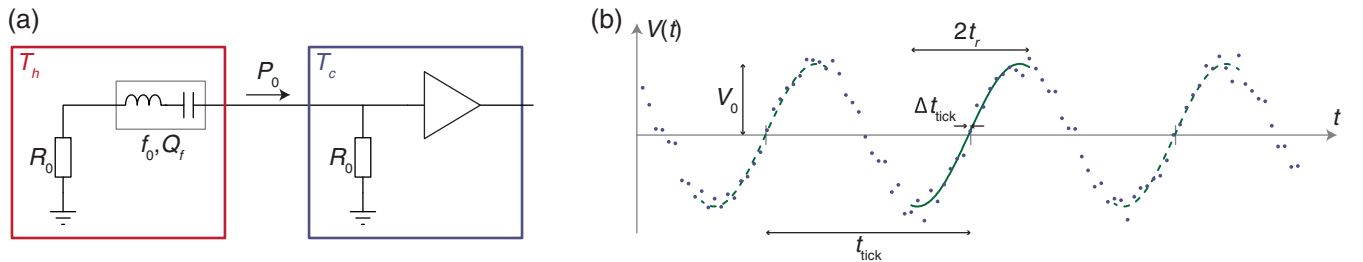 (a)
T_h
P_0
T_c
R_0
f_0, Q_f
R_0
(b)
V(t)
2t_r
V_0
Δt_tick
t
t_tick